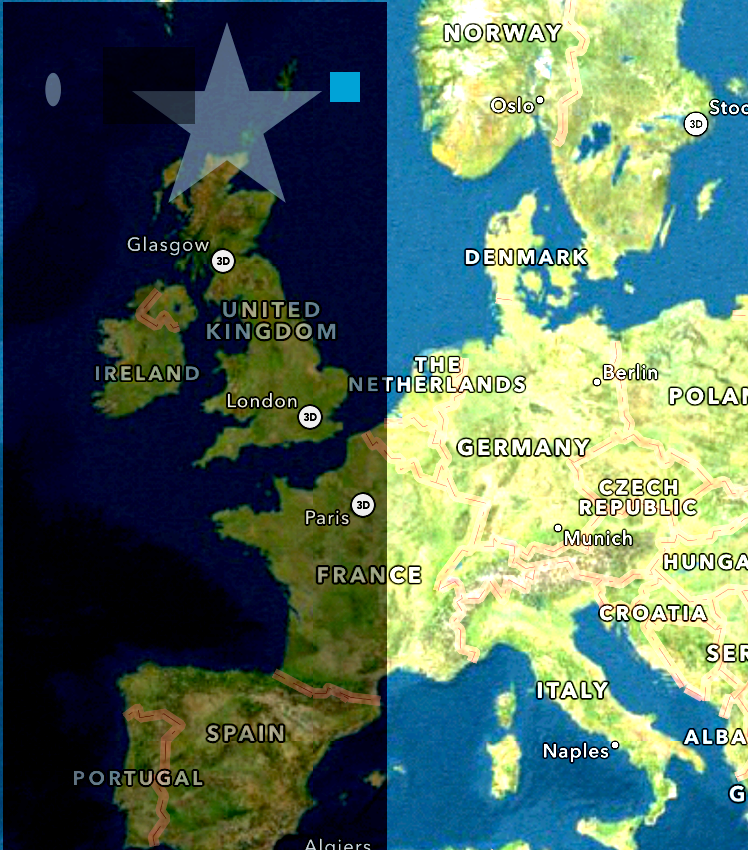 NORWAY
Oslo
Stoc
3D
Glasgow
3D
DENMARK
UNITED
KINGDOM
THE
NETHERLANDS
IRELAND
Berlin
London
3D
POLAN
GERMANY
CZECH
REPUBLIC
Paris
3D
Munich
HUNGA
FRANCE
CROATIA
SER
ITALY
SPAIN
ALBA
Naples
PORTUGAL
G
Algiers